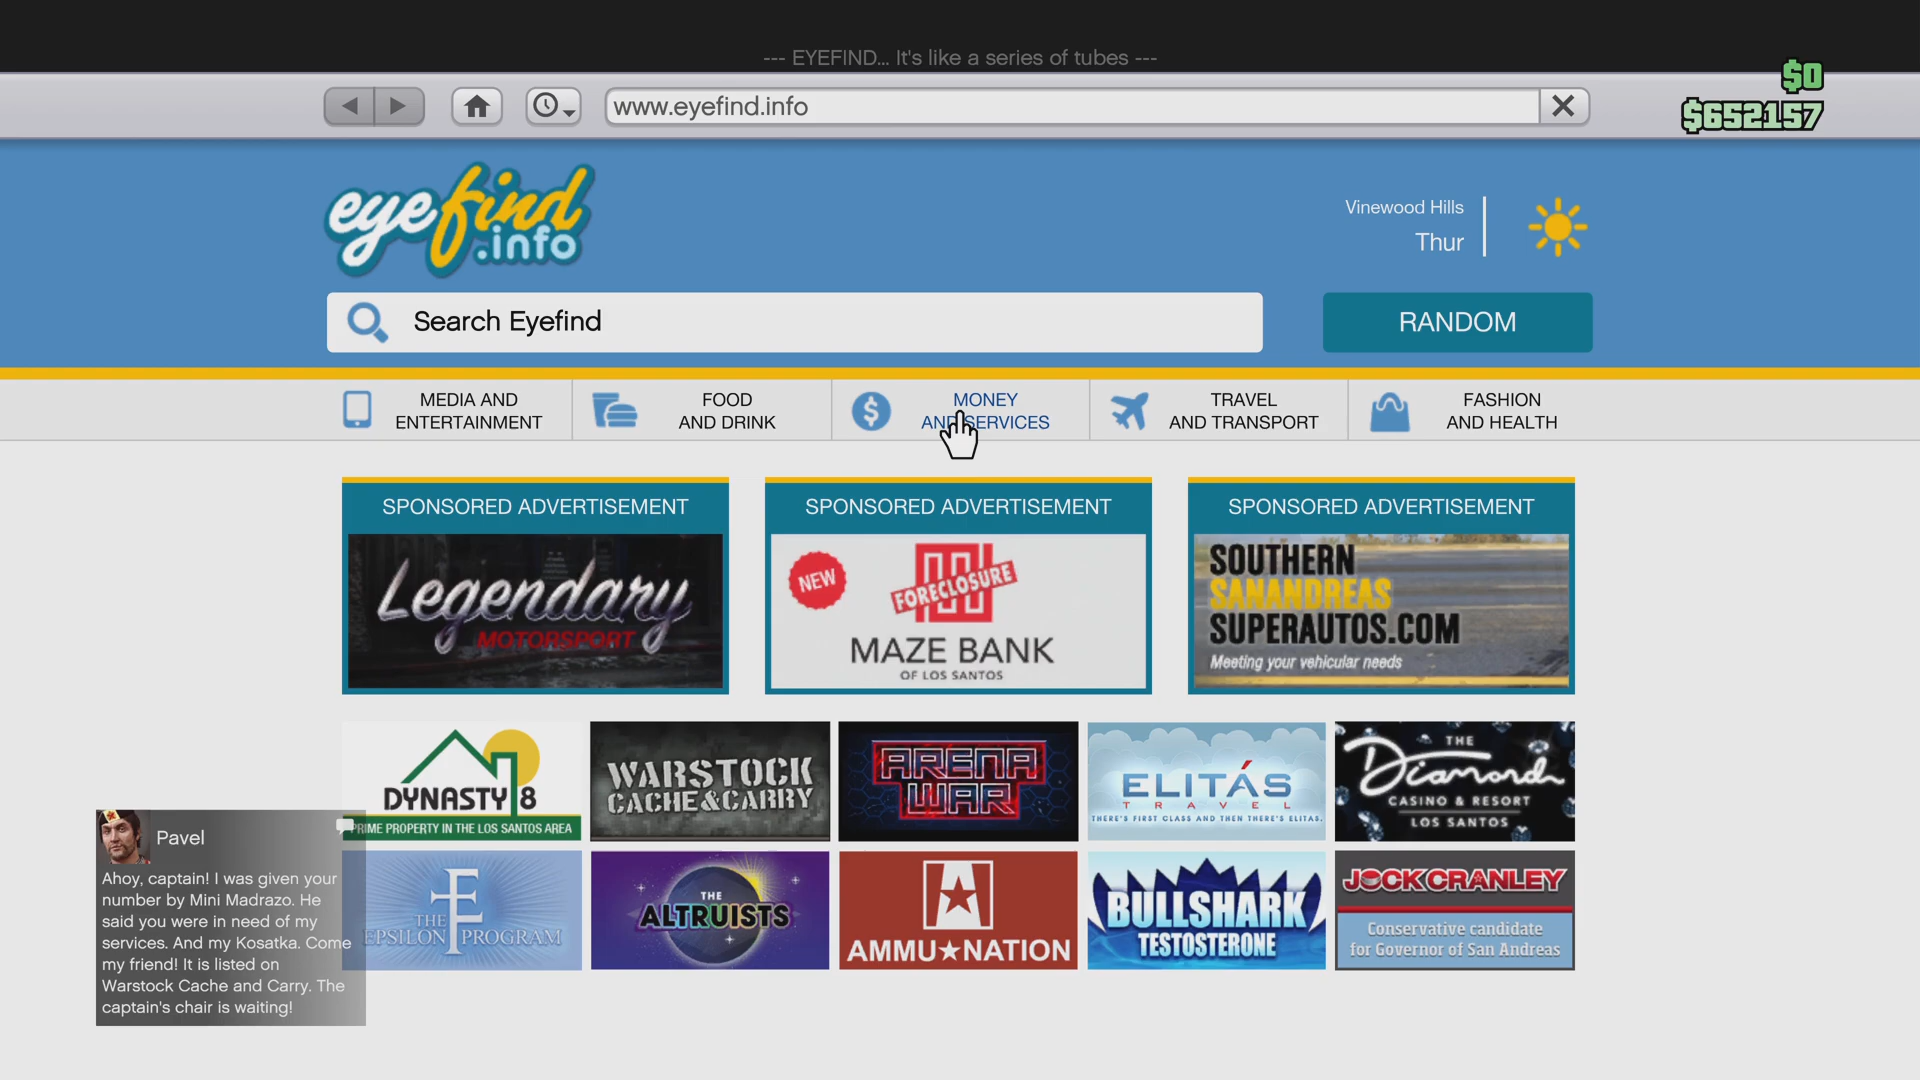 --- EYEFIND... It's like a series of tubes ---
$0
$652157
www.eyefind.info
eyefind
.info
Vinewood Hills
Thur
Search Eyefind
RANDOM
MEDIA AND
ENTERTAINMENT
FOOD
AND DRINK
MONEY
AND SERVICES
TRAVEL
AND TRANSPORT
FASHION
AND HEALTH
SPONSORED ADVERTISEMENT
Legendary
MOTORSPORT
SPONSORED ADVERTISEMENT
NEW
FORECLOSURE
MAZE BANK
OF LOS SANTOS
SPONSORED ADVERTISEMENT
SOUTHERN
SANANDREAS
SUPERAUTOS.COM
Meeting your vehicular needs
DYNASTY 8
PRIME PROPERTY IN THE LOS SANTOS AREA
WARSTOCK
CACHE&CARRY
ARENA
WAR
ELITÁS
TRAVEL
THERE'S FIRST CLASS AND THEN THERE'S ELITÁS.
THE
Diamond
CASINO & RESORT
LOS SANTOS
THE
EPSILON PROGRAM
THE
ALTRUISTS
AMMU★NATION
BULLSHARK
TESTOSTERONE
JOCK CRANLEY
Conservative candidate
for Governor of San Andreas
Pavel
Ahoy, captain! I was given your
number by Mini Madrazo. He
said you were in need of my
services. And my Kosatka. Come
my friend! It is listed on
Warstock Cache and Carry. The
captain's chair is waiting!